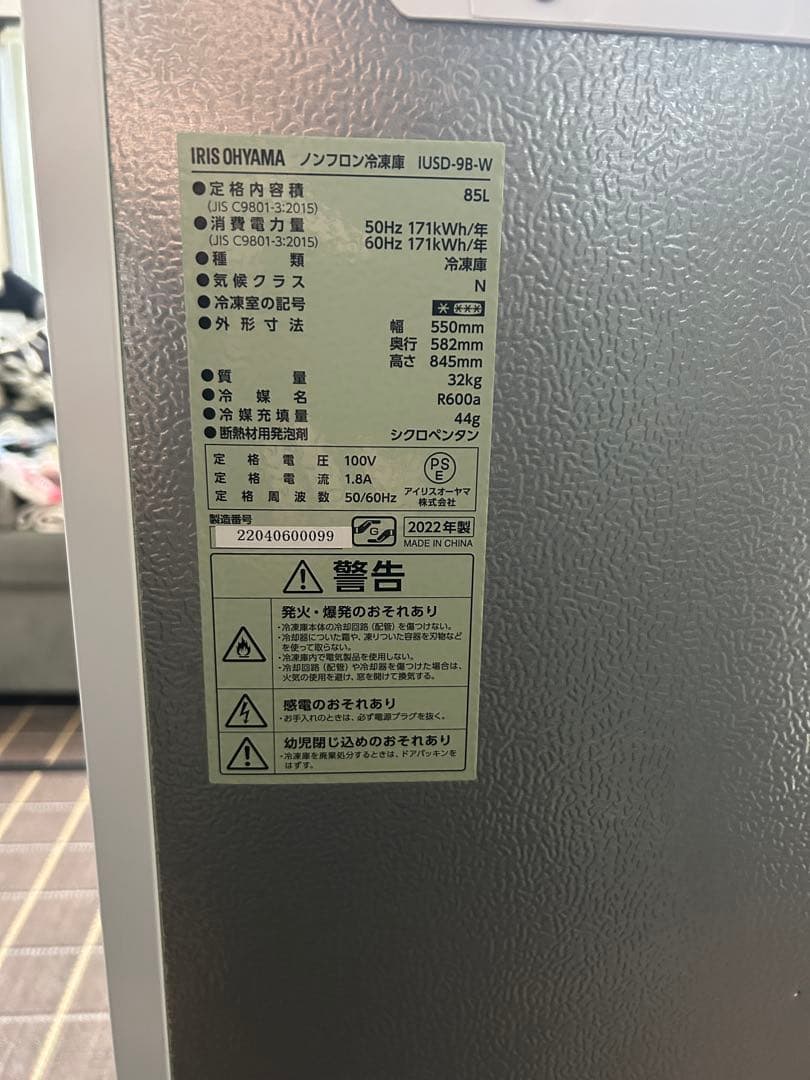 IRIS OHYAMA ノンフロン冷凍庫 IUSD-9B-W
●定格内容積 85L
(JIS C9801-3:2015)
●消費電力量 50Hz 171kWh/年
(JIS C9801-3:2015) 60Hz 171kWh/年
●種類 冷凍庫
●気候クラス N
●冷凍室の記号 * ***
●外形寸法 幅 550mm
奥行 582mm
高さ 845mm
●質量 32kg
●冷媒名 R600a
●冷媒充填量 44g
●断熱材用発泡剤 シクロペンタン
定格電圧 100V
定格電流 1.8A
定格周波数 50/60Hz
PS
E
アイリスオーヤマ
株式会社
製造番号
22040600099
G
2022年製
MADE IN CHINA
警告
発火・爆発のおそれあり
・冷凍庫本体の冷却回路（配管）を傷つけない。
・冷却器についた霜や、凍りついた容器を刃物など
を使って取らない。
・冷凍庫内で電気製品を使用しない。
・冷却回路（配管）や冷却器を傷つけた場合は、
火気の使用を避け、窓を開けて換気する。
感電のおそれあり
・お手入れのときは、必ず電源プラグを抜く。
幼児閉じ込めのおそれあり
・冷凍庫を廃棄処分するときは、ドアパッキンを
はずす。